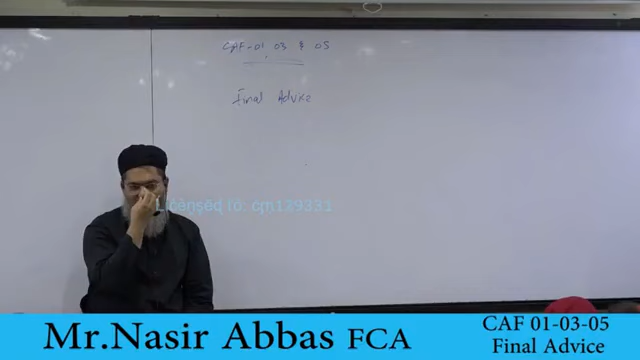 CAF-01 03 & 05
Final Advice
Licensed to: cm129331
Mr.Nasir Abbas FCA
CAF 01-03-05
Final Advice